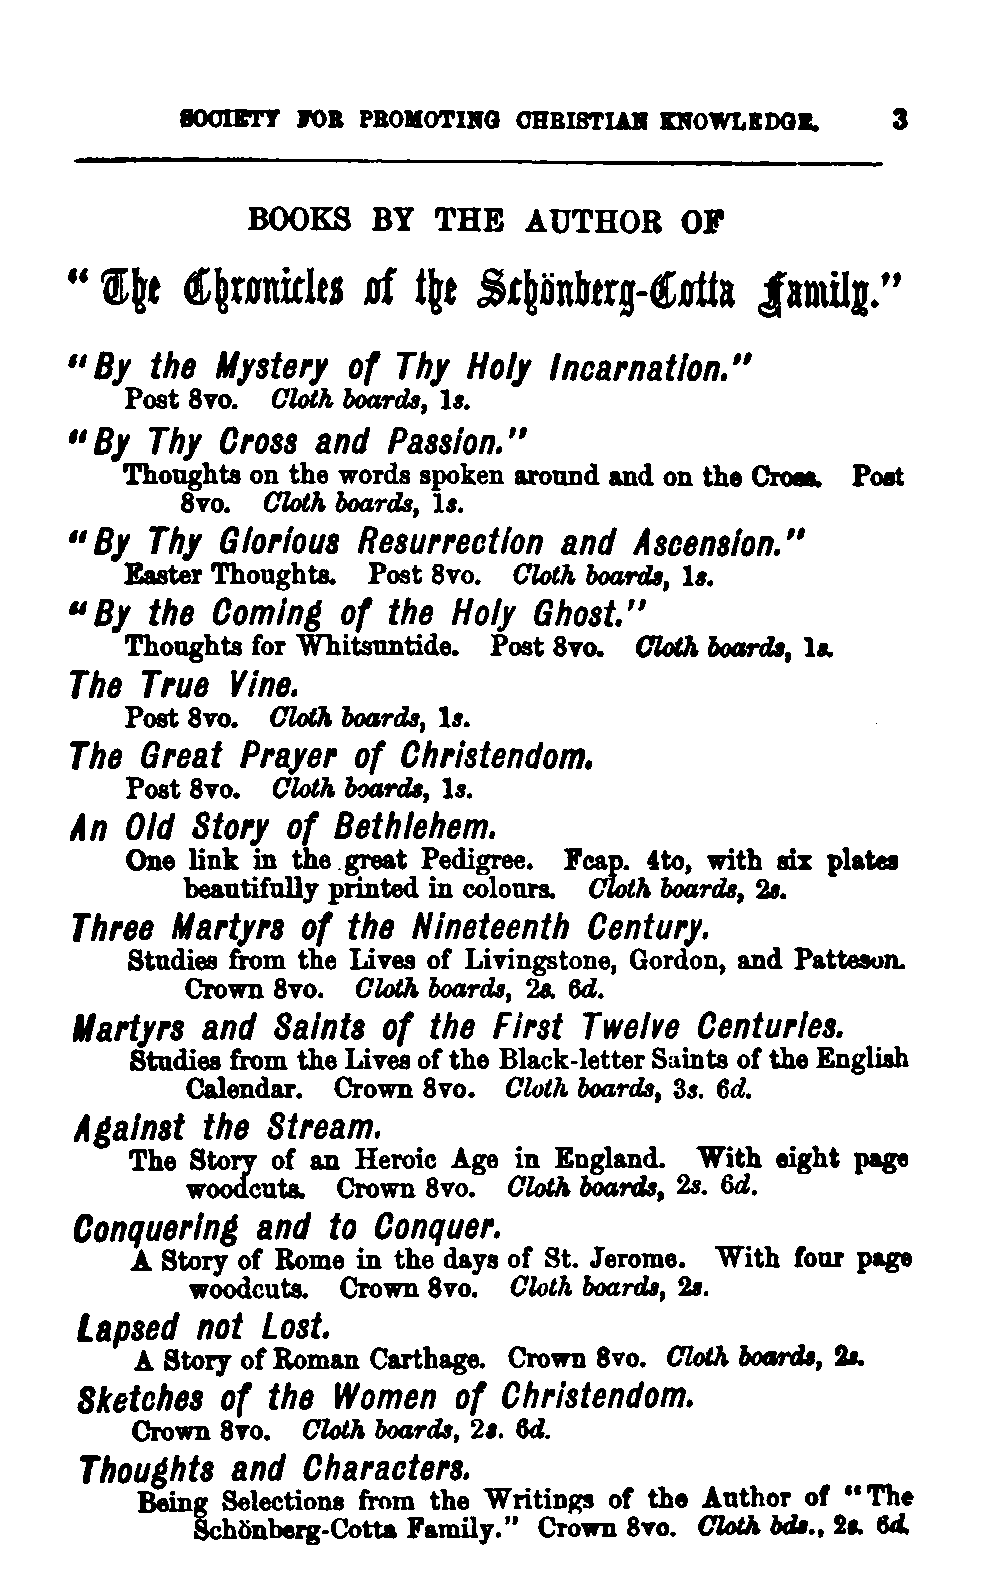 SOCIETY FOR PROMOTING CHRISTIAN KNOWLEDGE. 3
BOOKS BY THE AUTHOR OF
"The Chronicles of the Schönberg-Cotta Family."
"By the Mystery of Thy Holy Incarnation."
Post 8vo. Cloth boards, 1s.
"By Thy Cross and Passion."
Thoughts on the words spoken around and on the Cross. Post
8vo. Cloth boards, 1s.
"By Thy Glorious Resurrection and Ascension."
Easter Thoughts. Post 8vo. Cloth boards, 1s.
"By the Coming of the Holy Ghost."
Thoughts for Whitsuntide. Post 8vo. Cloth boards, 1s.
The True Vine.
Post 8vo. Cloth boards, 1s.
The Great Prayer of Christendom.
Post 8vo. Cloth boards, 1s.
An Old Story of Bethlehem.
One link in the great Pedigree. Fcap. 4to, with six plates
beautifully printed in colours. Cloth boards, 2s.
Three Martyrs of the Nineteenth Century.
Studies from the Lives of Livingstone, Gordon, and Patteson.
Crown 8vo. Cloth boards, 2s. 6d.
Martyrs and Saints of the First Twelve Centuries.
Studies from the Lives of the Black-letter Saints of the English
Calendar. Crown 8vo. Cloth boards, 3s. 6d.
Against the Stream.
The Story of an Heroic Age in England. With eight page
woodcuts. Crown 8vo. Cloth boards, 2s. 6d.
Conquering and to Conquer.
A Story of Rome in the days of St. Jerome. With four page
woodcuts. Crown 8vo. Cloth boards, 2s.
Lapsed not Lost.
A Story of Roman Carthage. Crown 8vo. Cloth boards, 2s.
Sketches of the Women of Christendom.
Crown 8vo. Cloth boards, 2s. 6d.
Thoughts and Characters.
Being Selections from the Writings of the Author of "The
Schönberg-Cotta Family." Crown 8vo. Cloth bds., 2s. 6d.